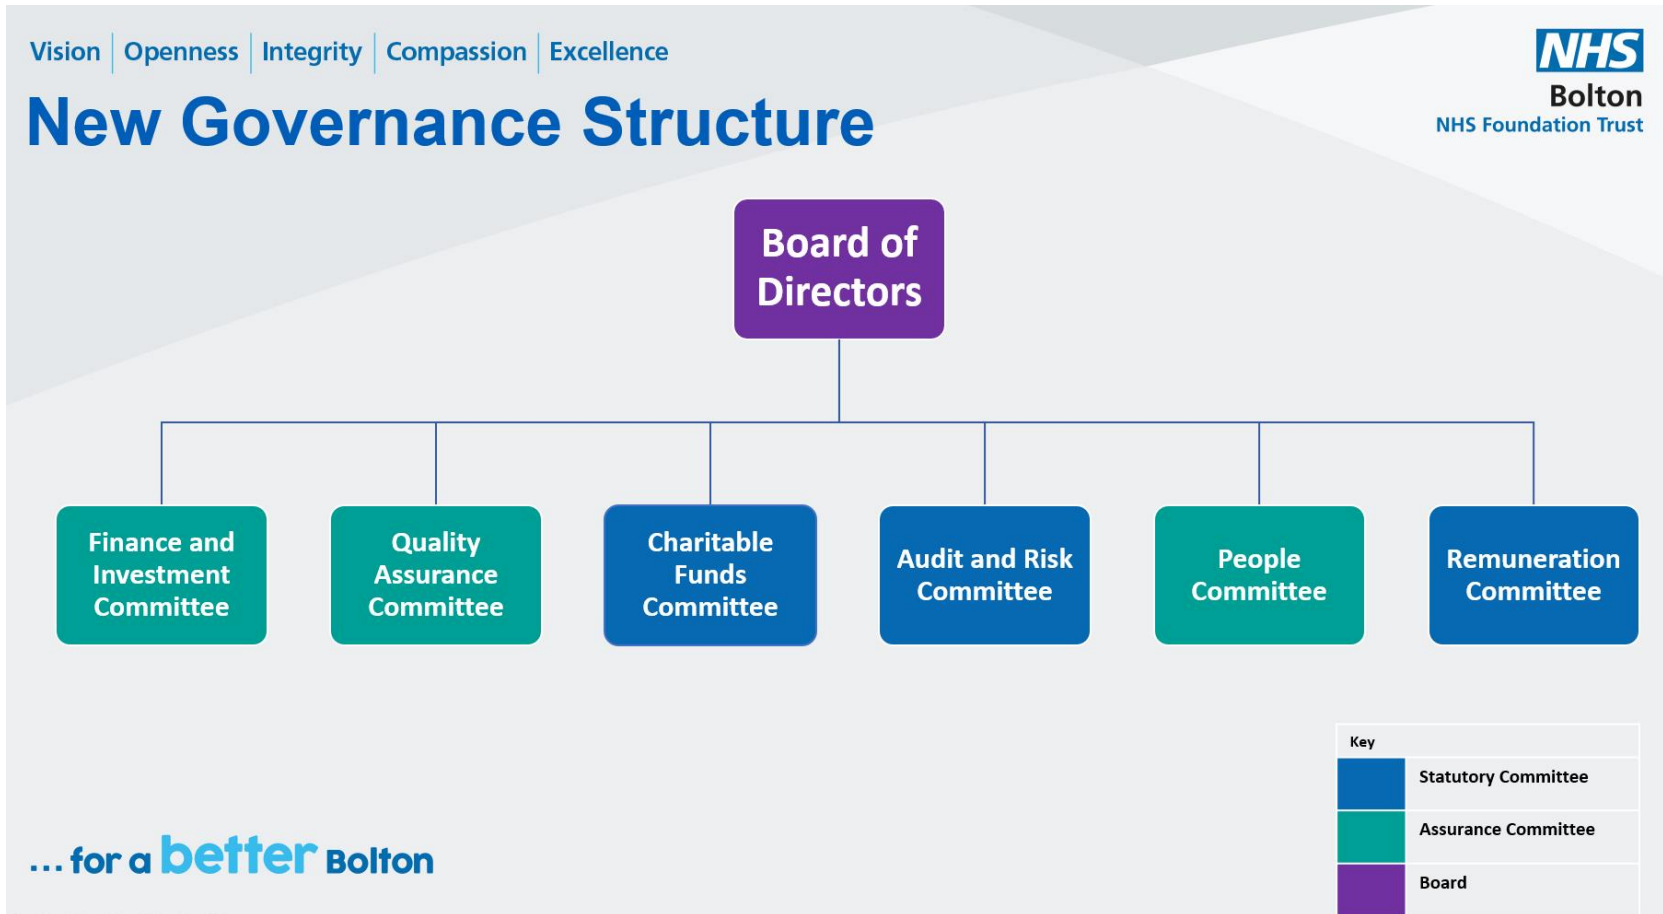 Vision | Openness | Integrity | Compassion | Excellence
New Governance Structure
NHS
Bolton
NHS Foundation Trust
Board of
Directors
Finance and
Investment
Committee
Quality
Assurance
Committee
Charitable
Funds
Committee
Audit and Risk
Committee
People
Committee
Remuneration
Committee
Key
Statutory Committee
Assurance Committee
Board
...for a better Bolton